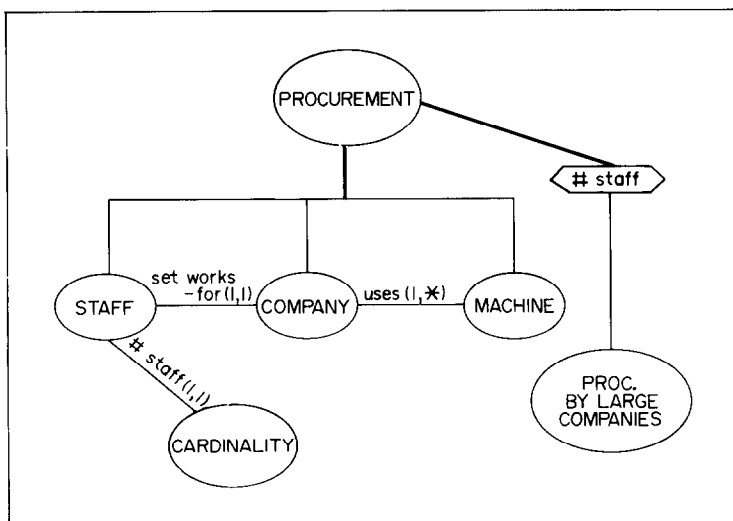 PROCUREMENT
# staff
set works
-for(1,1)
uses(1,*)
STAFF
COMPANY
MACHINE
# staff(1,1)
PROC.
BY LARGE
COMPANIES
CARDINALITY